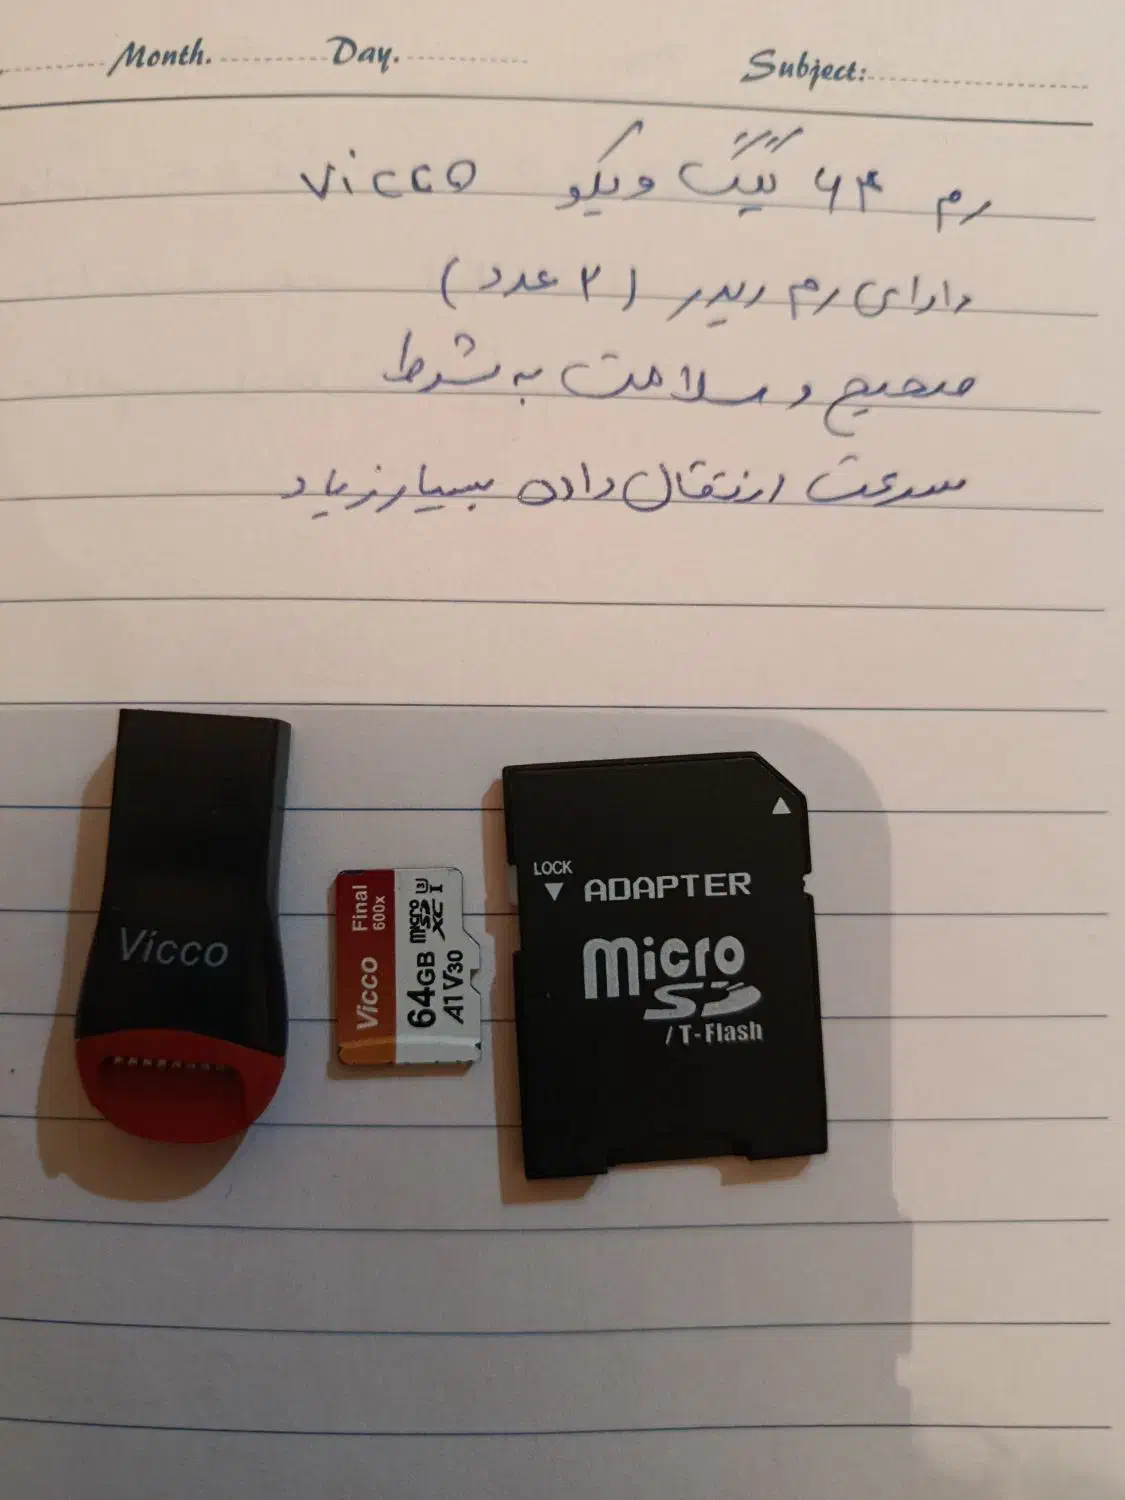 Month. Day. Subject:
رم ۶۴ گیگ ویکو Vicco
دارای رم ریدر (۲ عدد)
صحیح و سلامت به شرط
سرعت انتقال داده بسیار زیاد
Vicco
Vicco Final 600x
64GB micro SD XC I U3
A1 V30
LOCK
ADAPTER
micro
SD
/T-Flash